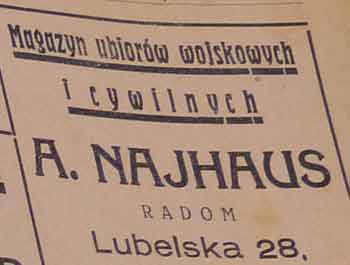 Magazyn ubiorów wojskowych
i cywilnych
A. NAJHAUS
RADOM
Lubelska 28.